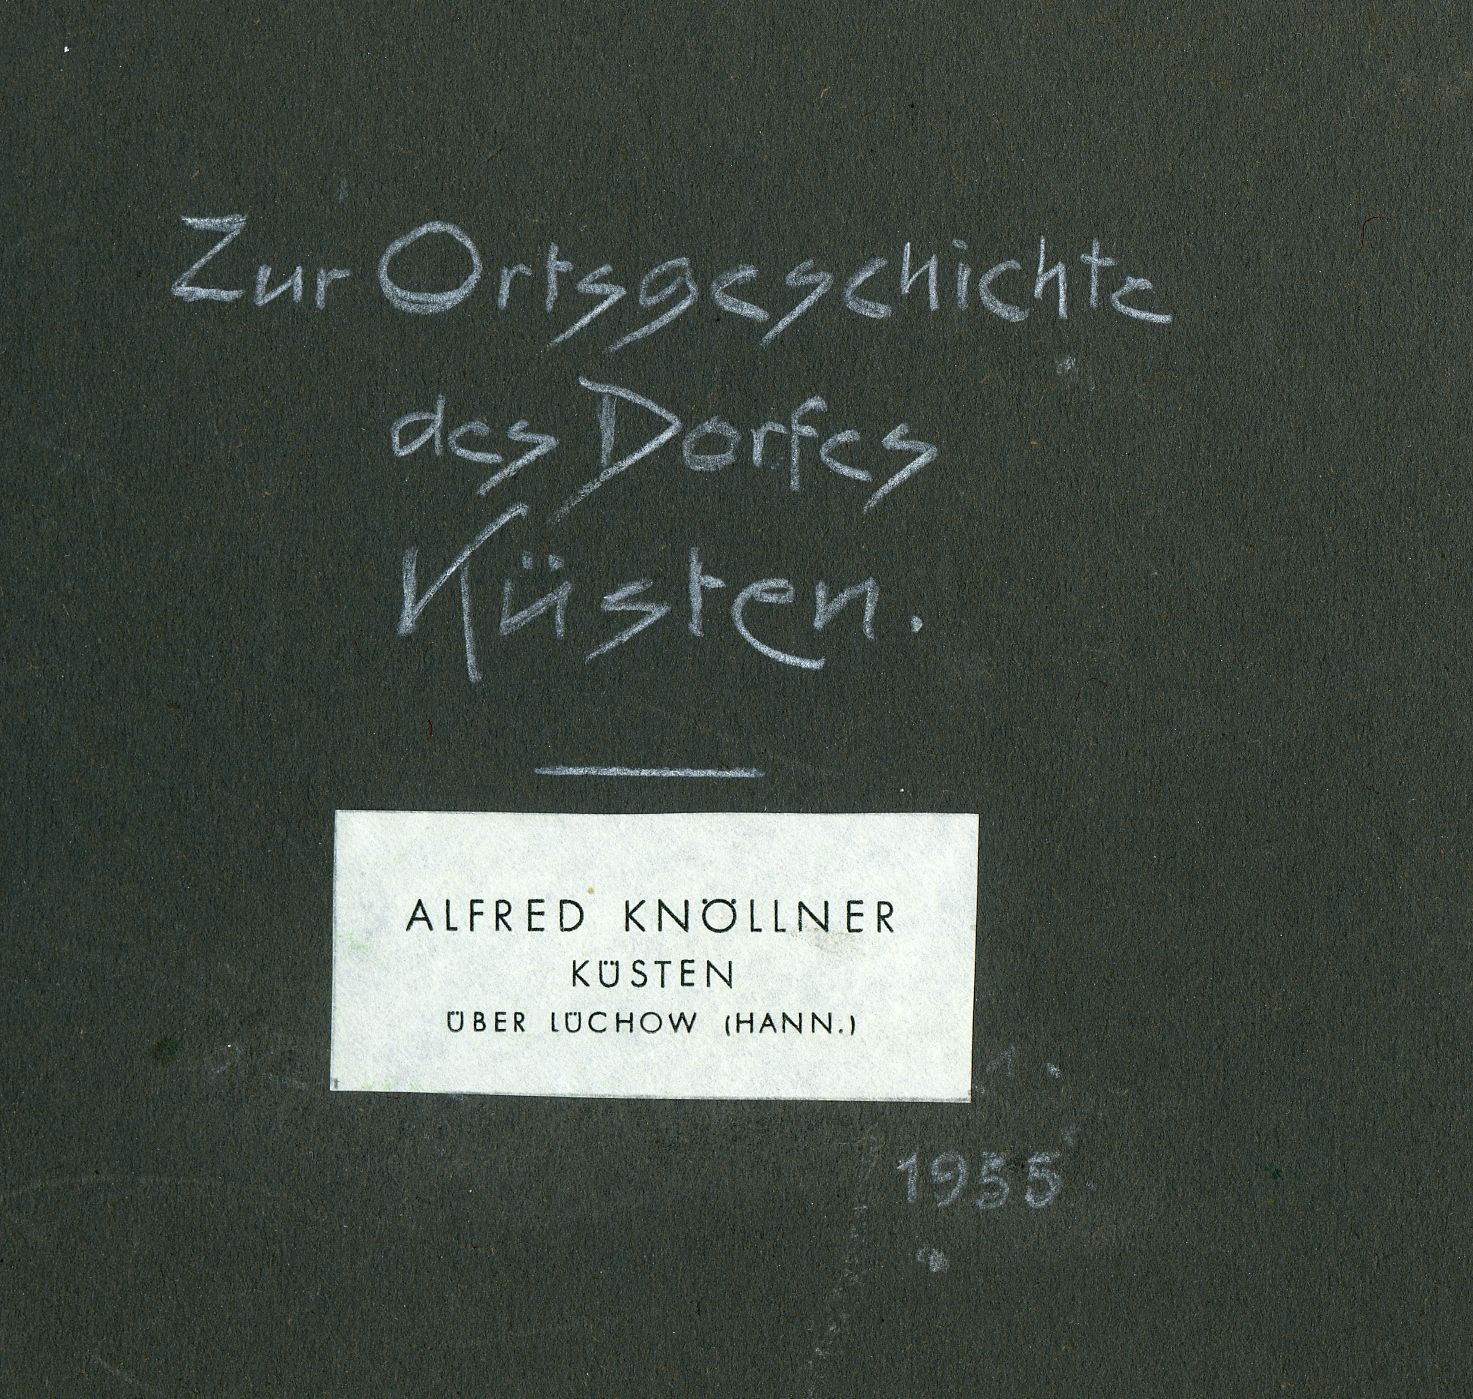 Zur Ortsgeschichte
des Dorfes
Küsten.
ALFRED KNÖLLNER
KÜSTEN
ÜBER LÜCHOW (HANN.)
1955